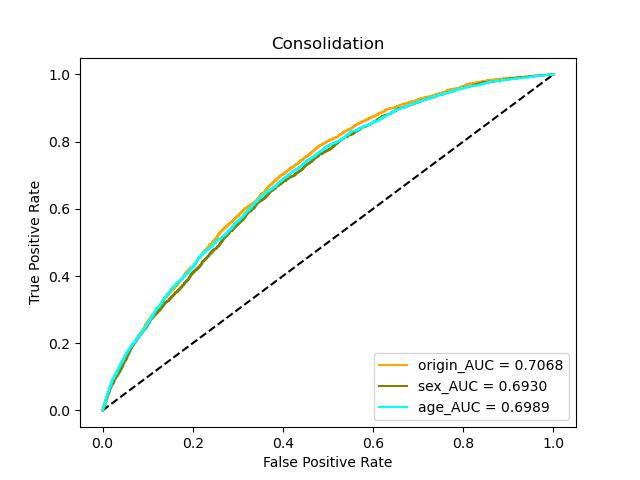 Consolidation
True Positive Rate
1.0
0.8
0.6
0.4
0.2
0.0
origin_AUC = 0.7068
sex_AUC = 0.6930
age_AUC = 0.6989
0.0 0.2 0.4 0.6 0.8 1.0
False Positive Rate